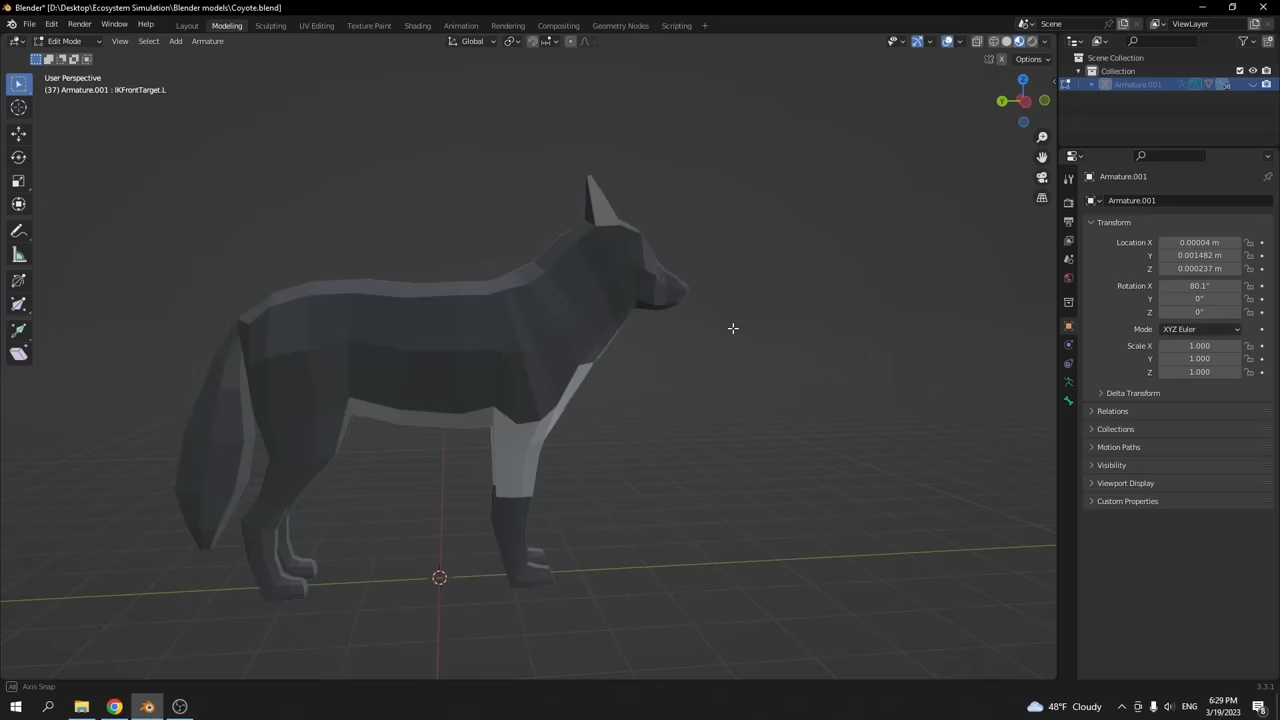 Blender* [D:\Desktop\Ecosystem Simulation\Blender models\Coyote.blend]
File Edit Render Window Help Layout Modeling Sculpting UV Editing Texture Paint Shading Animation Rendering Compositing Geometry Nodes Scripting + Scene ViewLayer
Edit Mode View Select Add Armature Global
Options
User Perspective
(37) Armature.001 : IKFrontTarget.L
Z
Y
X
Scene Collection
Collection
Armature.001
Armature.001
Armature.001
Transform
Location X 0.00004 m
Y 0.001482 m
Z 0.000237 m
Rotation X 80.1°
Y 0°
Z 0°
Mode XYZ Euler
Scale X 1.000
Y 1.000
Z 1.000
Delta Transform
Relations
Collections
Motion Paths
Visibility
Viewport Display
Custom Properties
Alt Axis Snap 3.3.1
48°F Cloudy ENG 6:29 PM
3/19/2023
8